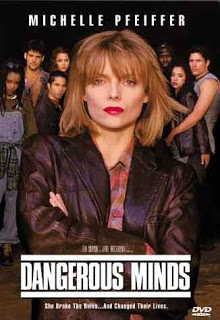 MICHELLE PFEIFFER
DANGEROUS MINDS
She Broke The Rules...And Changed Their Lives.
DVD